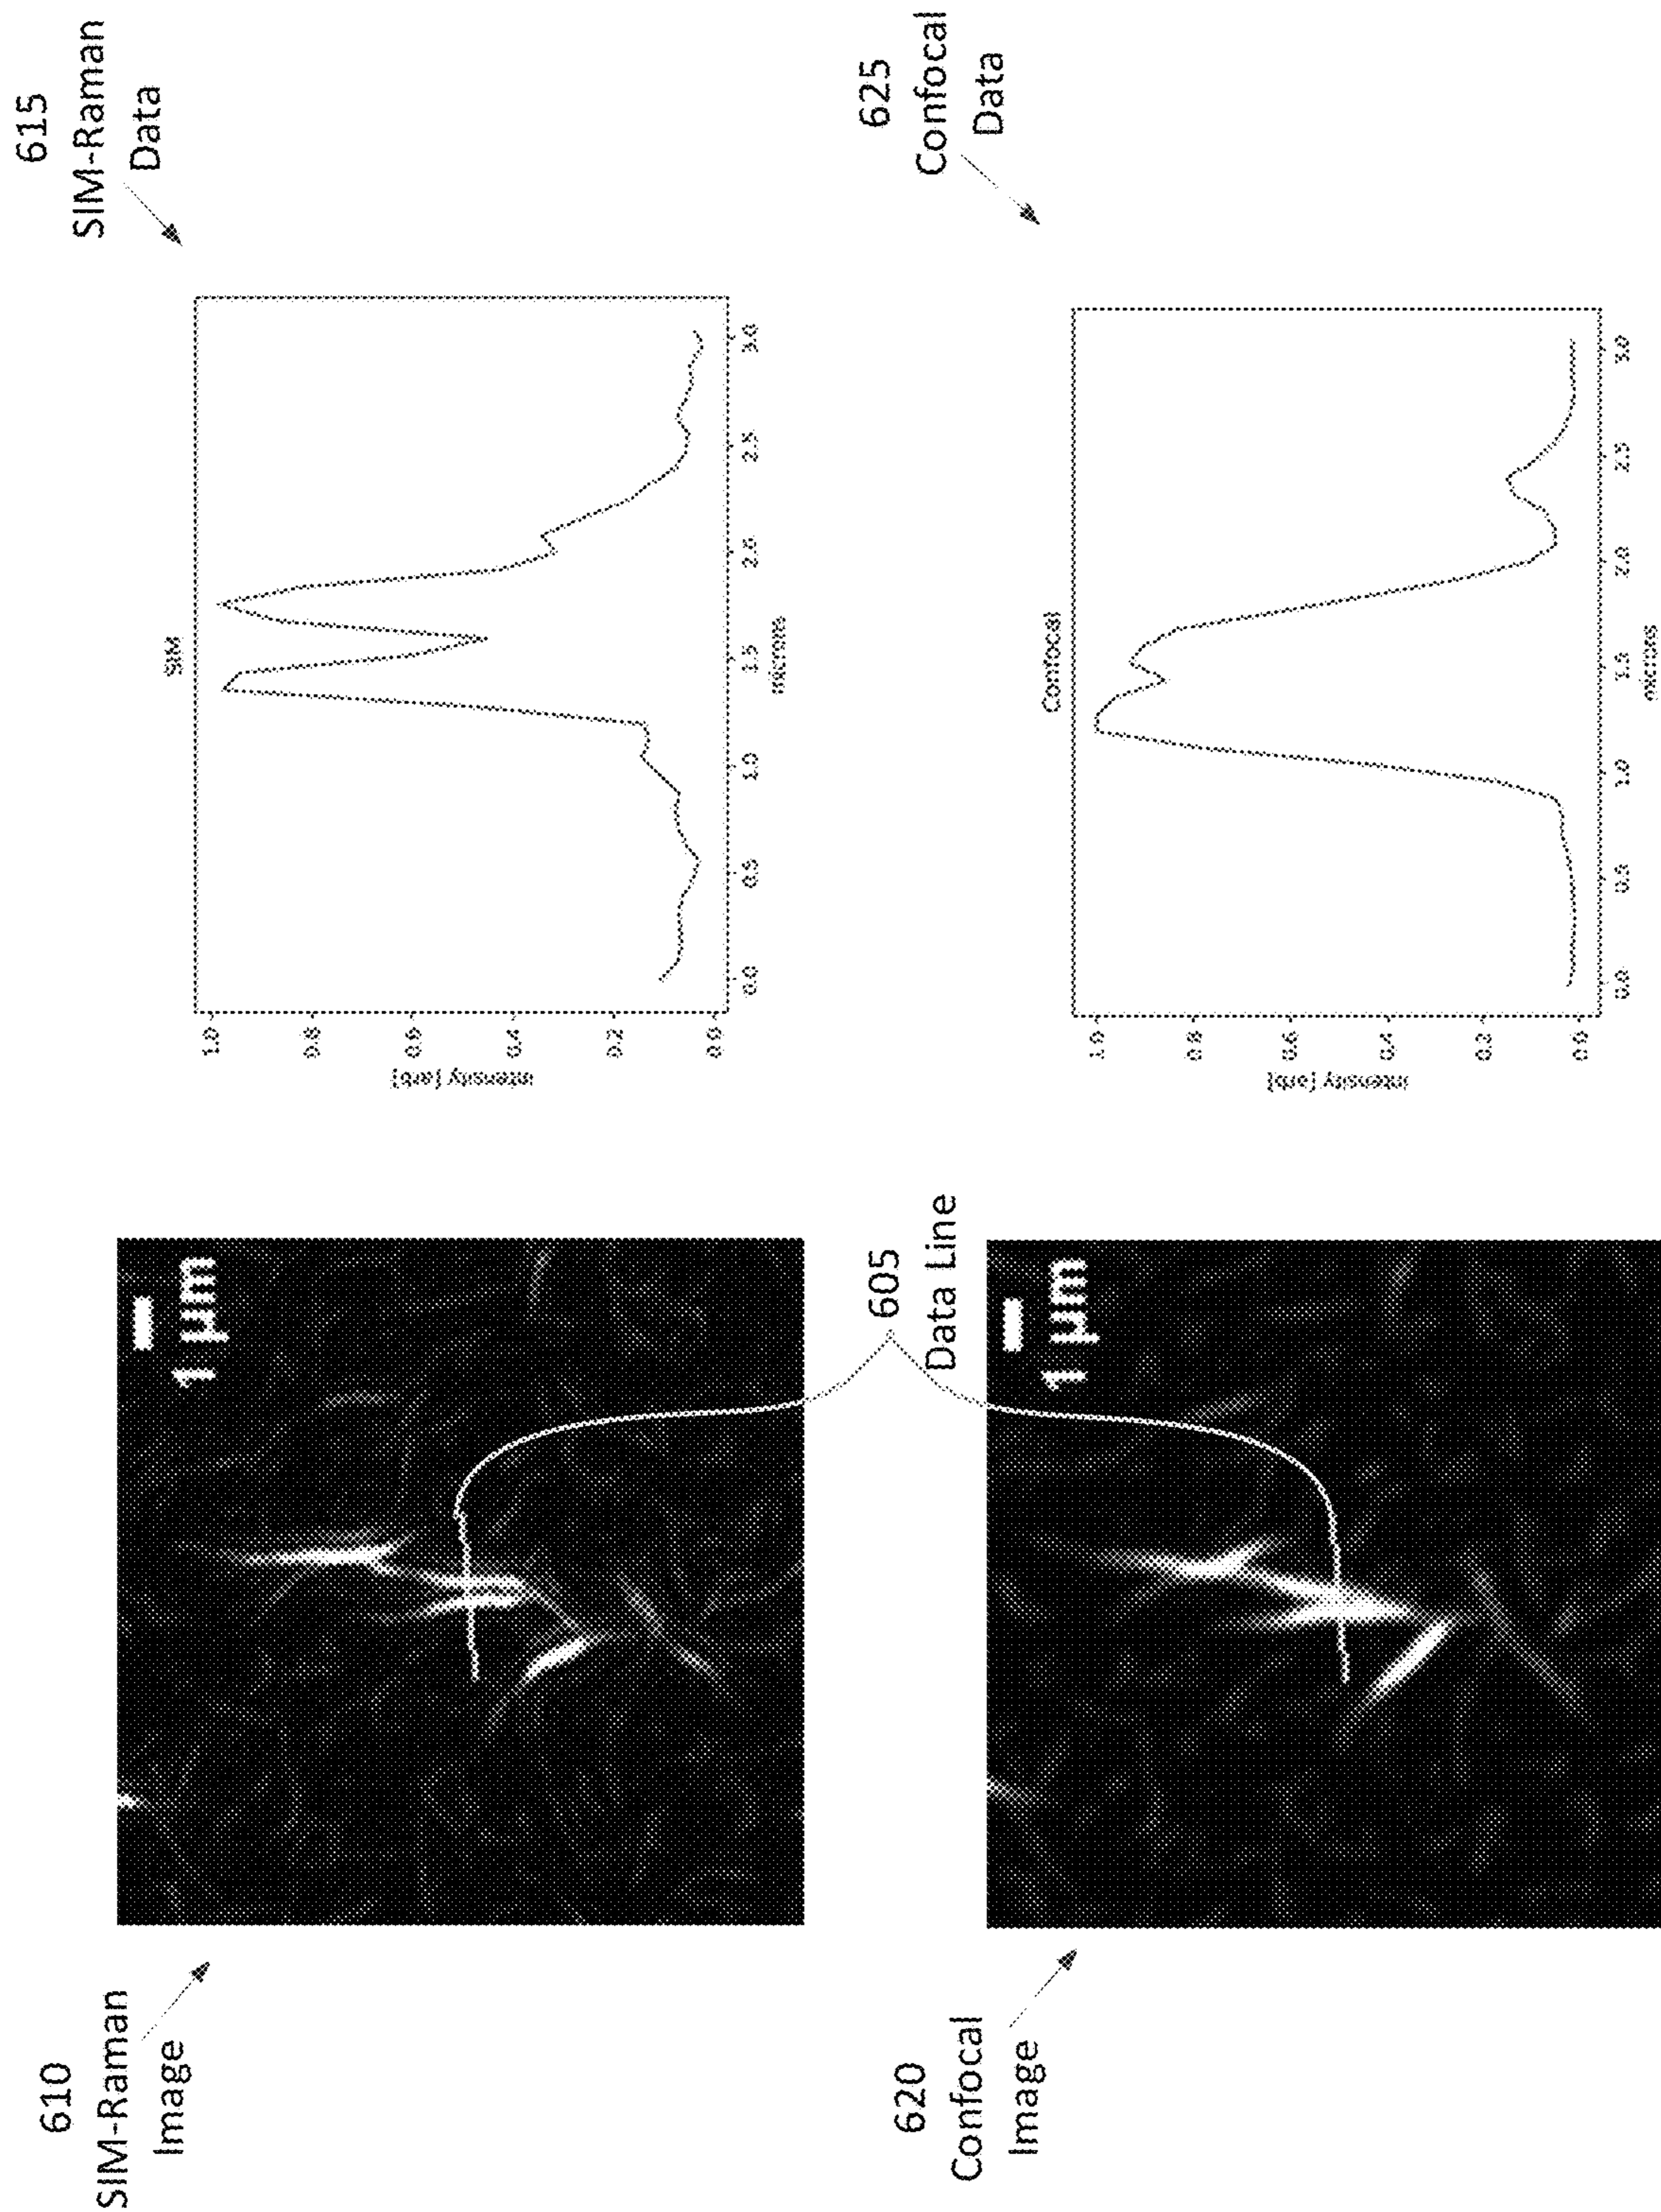 610
SIM-Raman
Image
1 µm
SIM
intensity [arb]
1.0
0.8
0.6
0.4
0.2
0.0
0.0
0.5
1.0
1.5
2.0
2.5
3.0
microns
615
SIM-Raman
Data
605
Data Line
620
Confocal
Image
1 µm
Confocal
intensity [arb]
1.0
0.8
0.6
0.4
0.2
0.0
0.0
0.5
1.0
1.5
2.0
2.5
3.0
microns
625
Confocal
Data